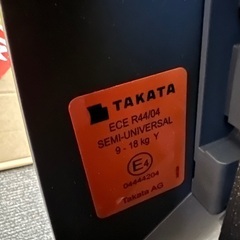 TAKATA
ECE R44/04
SEMI-UNIVERSAL
9 - 18 kg Y
E4
04444204
Takata AG